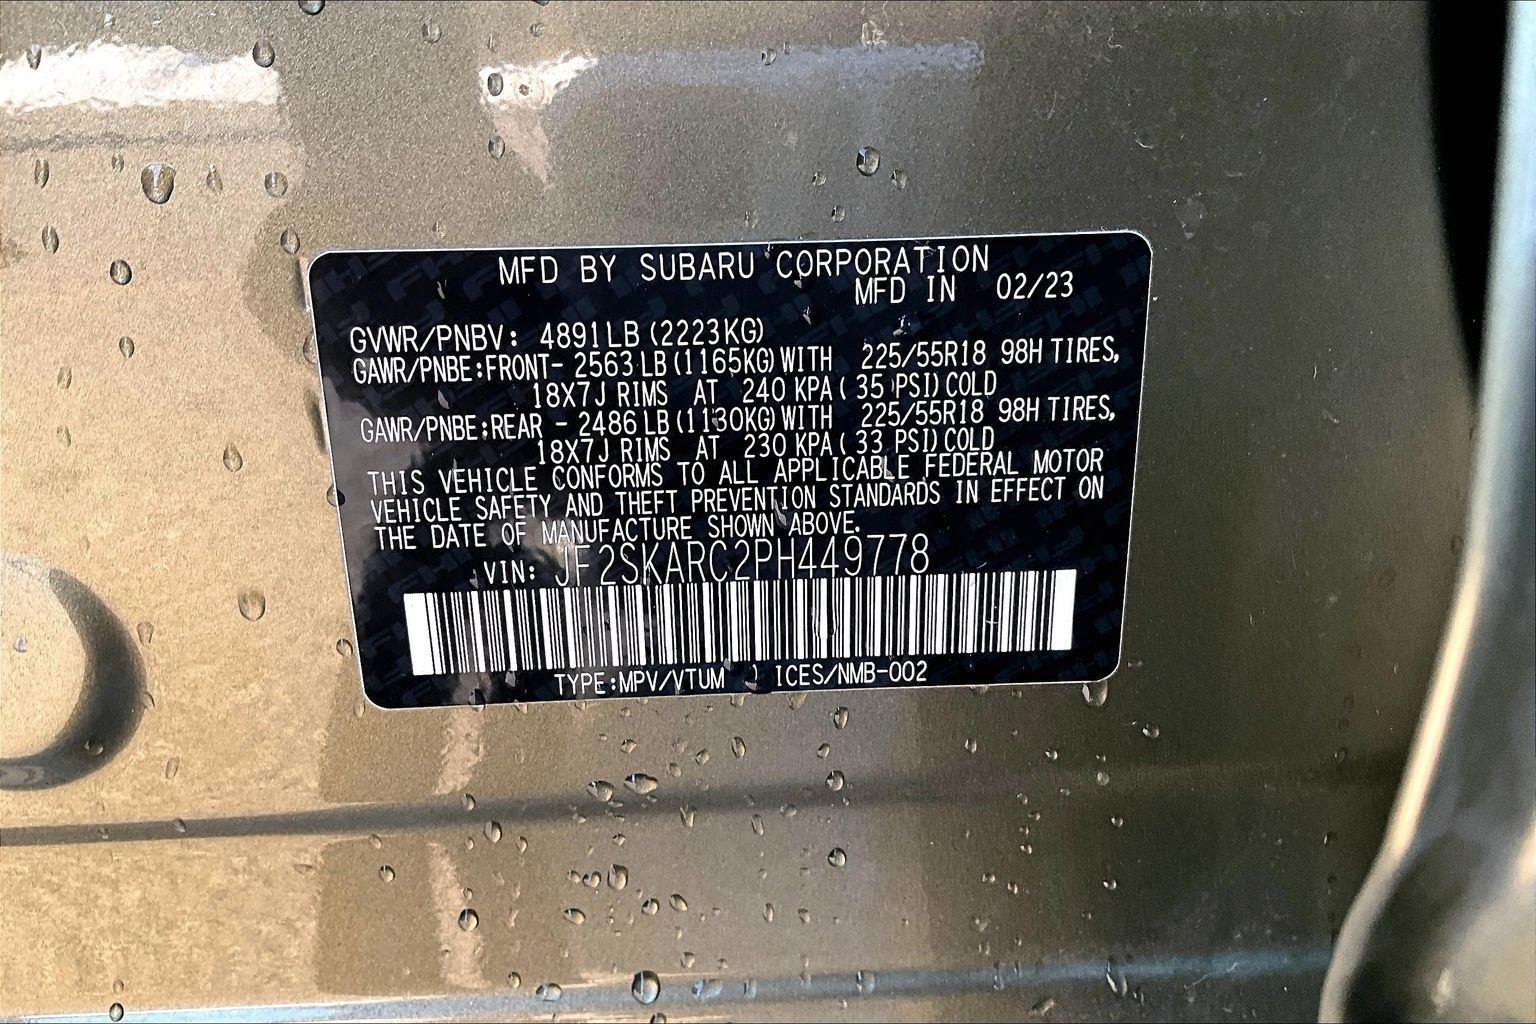 MFD BY SUBARU CORPORATION
MFD IN 02/23
GVWR/PNBV: 4891LB (2223KG)
GAWR/PNBE:FRONT- 2563LB (1165KG) WITH 225/55R18 98H TIRES,
18X7J RIMS AT 240 KPA ( 35 PSI) COLD
GAWR/PNBE:REAR - 2486LB (1130KG) WITH 225/55R18 98H TIRES,
18X7J RIMS AT 230 KPA ( 33 PSI) COLD
THIS VEHICLE CONFORMS TO ALL APPLICABLE FEDERAL MOTOR
VEHICLE SAFETY AND THEFT PREVENTION STANDARDS IN EFFECT ON
THE DATE OF MANUFACTURE SHOWN ABOVE.
VIN: JF2SKARC2PH449778
TYPE:MPV/VTUM ICES/NMB-002